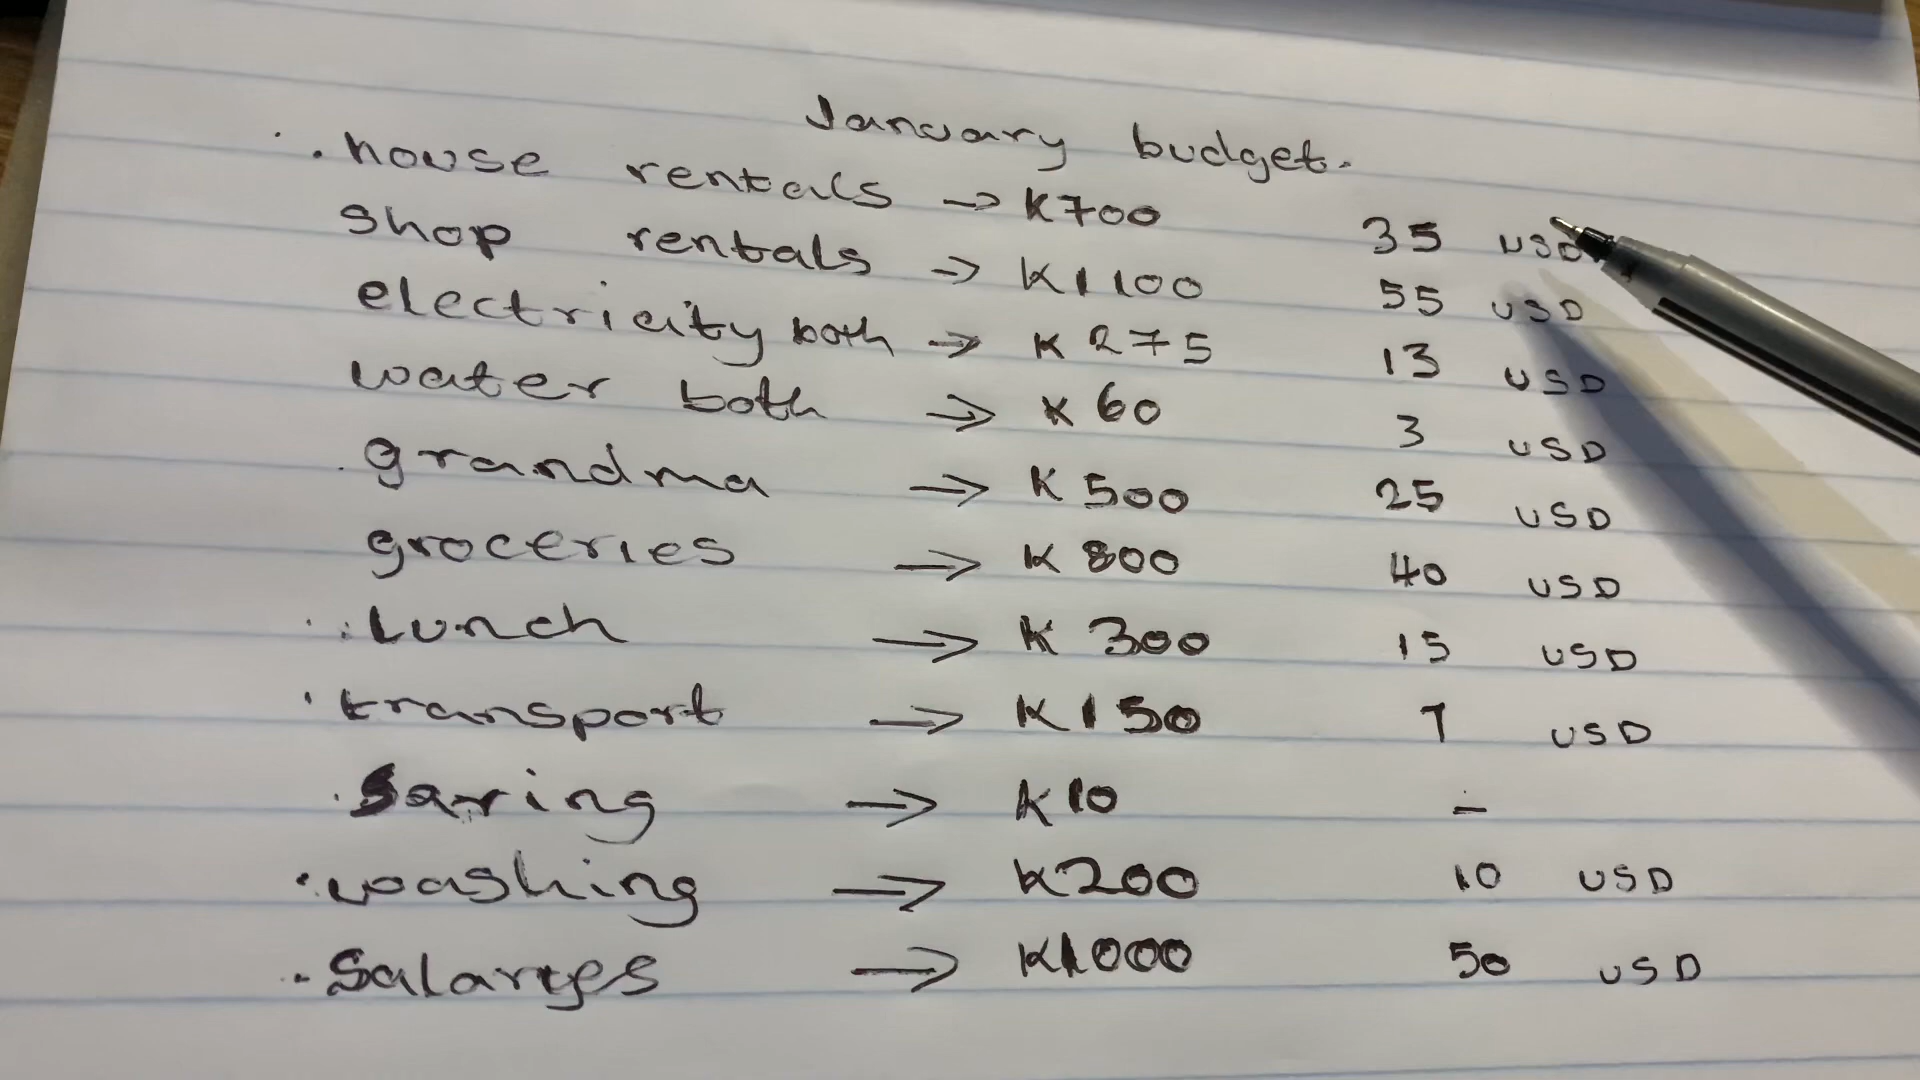 January budget.
. house rentals → K700 35 USD
shop rentals → K1100 55 USD
electricity both → K275 13 USD
water both → K60 3 USD
. grandma → K500 25 USD
groceries → K800 40 USD
. Lunch → K300 15 USD
. transport → K150 7 USD
. Saving → K10 -
. washing → K200 10 USD
. Salaryes → K1000 50 USD